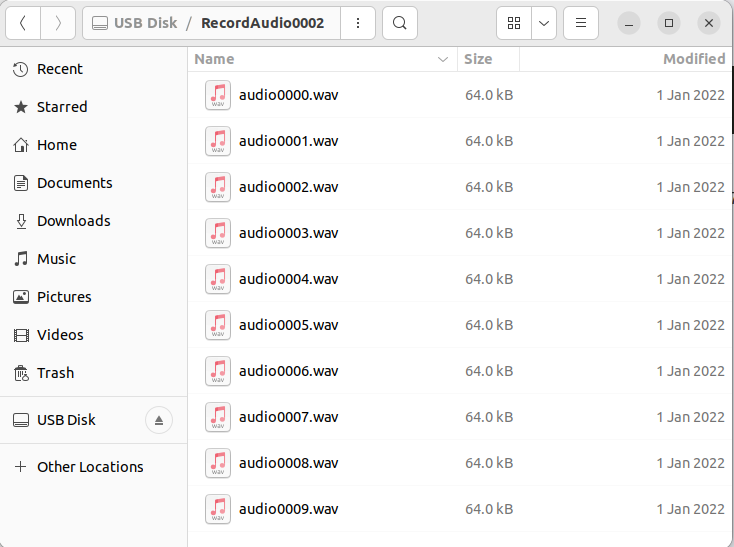 USB Disk / RecordAudio0002
Name Size Modified
Recent
Starred
Home
Documents
Downloads
Music
Pictures
Videos
Trash
USB Disk
Other Locations
audio0000.wav 64.0 kB 1 Jan 2022
audio0001.wav 64.0 kB 1 Jan 2022
audio0002.wav 64.0 kB 1 Jan 2022
audio0003.wav 64.0 kB 1 Jan 2022
audio0004.wav 64.0 kB 1 Jan 2022
audio0005.wav 64.0 kB 1 Jan 2022
audio0006.wav 64.0 kB 1 Jan 2022
audio0007.wav 64.0 kB 1 Jan 2022
audio0008.wav 64.0 kB 1 Jan 2022
audio0009.wav 64.0 kB 1 Jan 2022